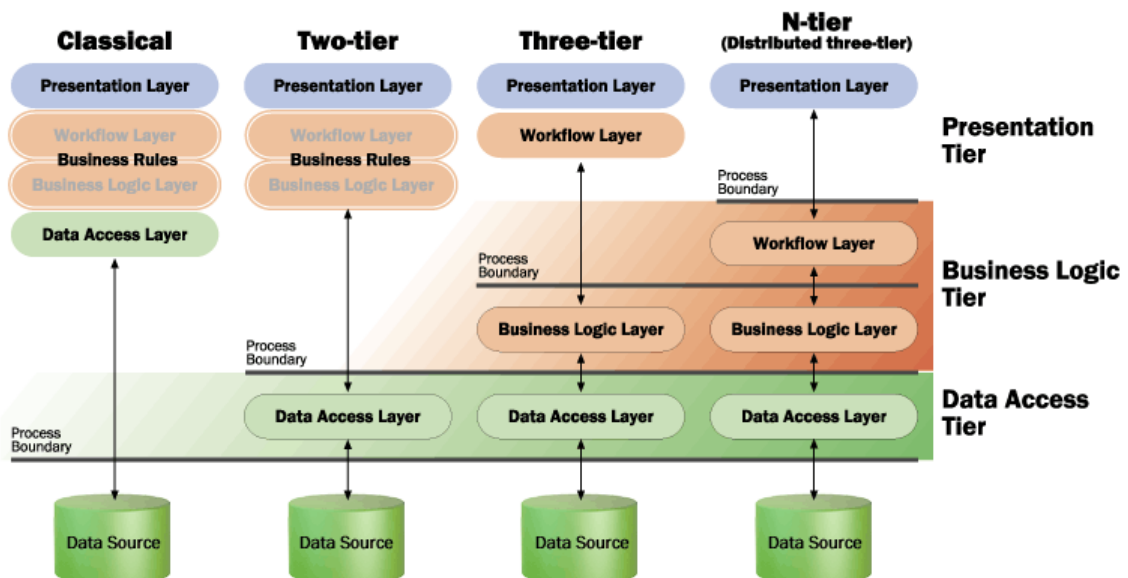 Classical
Two-tier
Three-tier
N-tier
(Distributed three-tier)
Presentation Layer
Presentation Layer
Presentation Layer
Presentation Layer
Workflow Layer
Business Rules
Business Logic Layer
Workflow Layer
Business Rules
Business Logic Layer
Workflow Layer
Presentation
Tier
Data Access Layer
Process
Boundary
Workflow Layer
Process
Boundary
Business Logic
Tier
Business Logic Layer
Business Logic Layer
Process
Boundary
Data Access Layer
Data Access Layer
Data Access Layer
Data Access
Tier
Process
Boundary
Data Source
Data Source
Data Source
Data Source